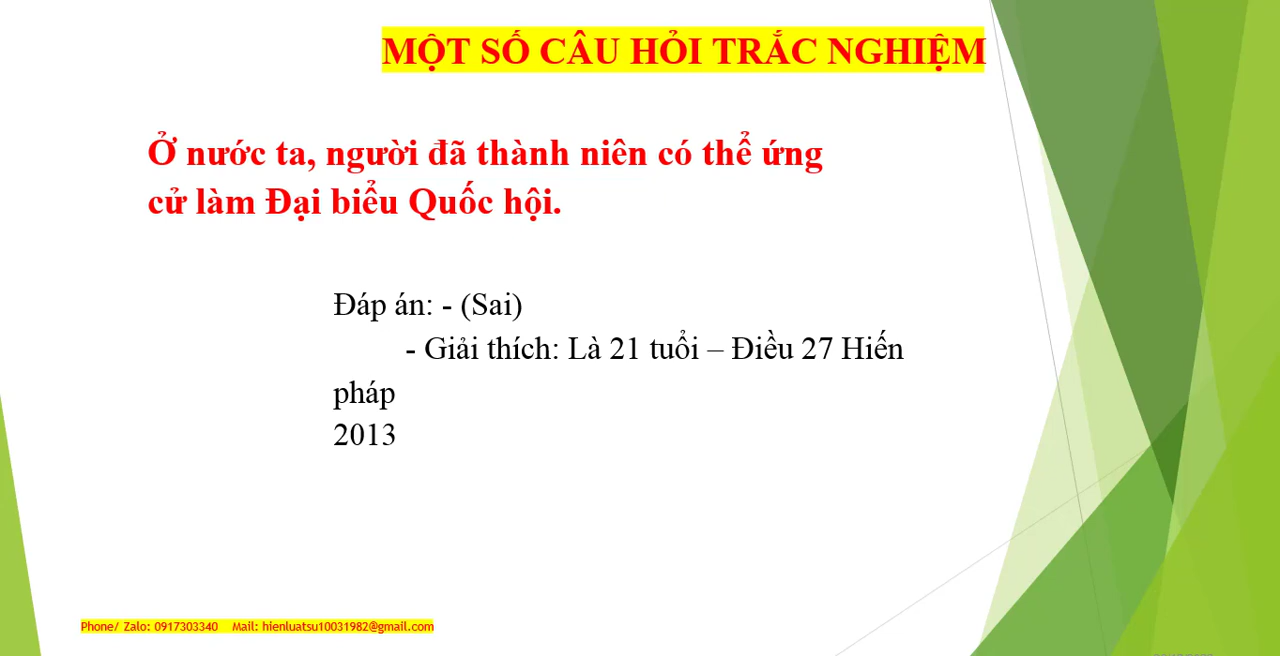 MỘT SỐ CÂU HỎI TRẮC NGHIỆM
Ở nước ta, người đã thành niên có thể ứng
cử làm Đại biểu Quốc hội.
Đáp án: - (Sai)
- Giải thích: Là 21 tuổi – Điều 27 Hiến
pháp
2013
Phone/ Zalo: 0917303340 Mail: hienluatsu10031982@gmail.com